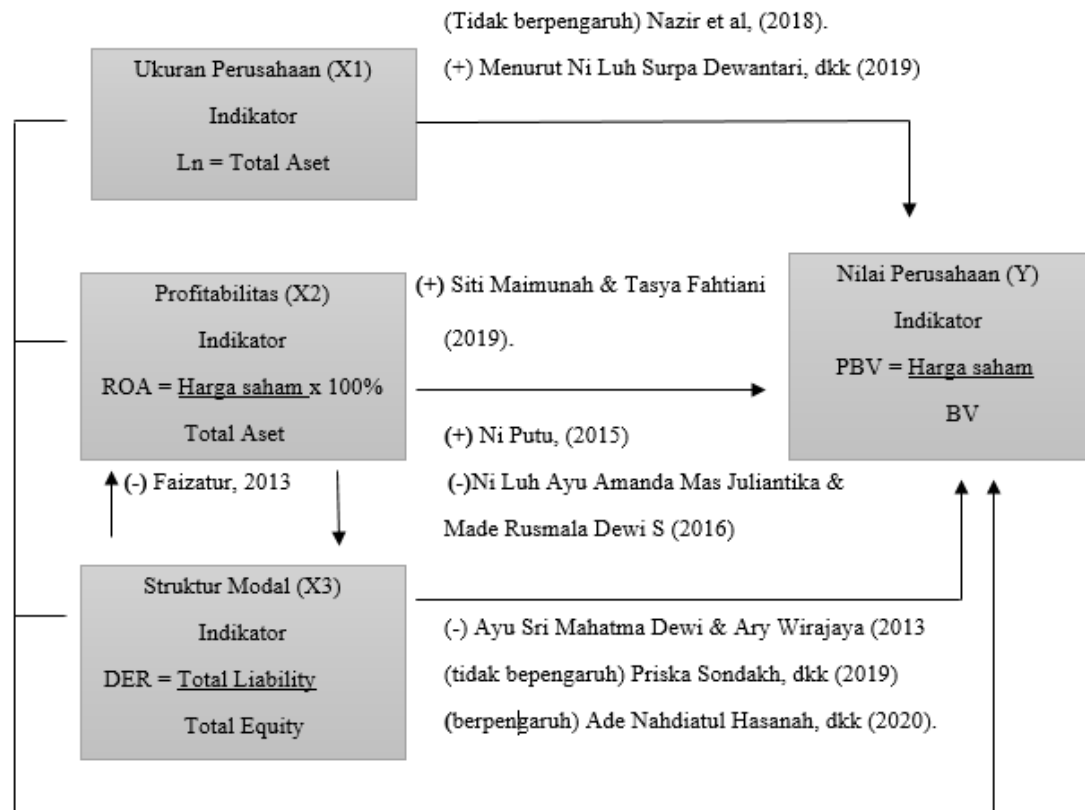 (Tidak berpengaruh) Nazir et al, (2018).
(+) Menurut Ni Luh Surpa Dewantari, dkk (2019)
Ukuran Perusahaan (X1)
Indikator
Ln = Total Aset
Profitabilitas (X2)
Indikator
ROA = Harga saham x 100%
Total Aset
(+) Siti Maimunah & Tasya Fahtiani
(2019).
Nilai Perusahaan (Y)
Indikator
PBV = Harga saham
BV
(+) Ni Putu, (2015)
(-)Ni Luh Ayu Amanda Mas Juliantika &
Made Rusmala Dewi S (2016)
(-) Faizatur, 2013
Struktur Modal (X3)
Indikator
DER = Total Liability
Total Equity
(-) Ayu Sri Mahatma Dewi & Ary Wirajaya (2013
(tidak bepengaruh) Priska Sondakh, dkk (2019)
(berpengaruh) Ade Nahdiatul Hasanah, dkk (2020).